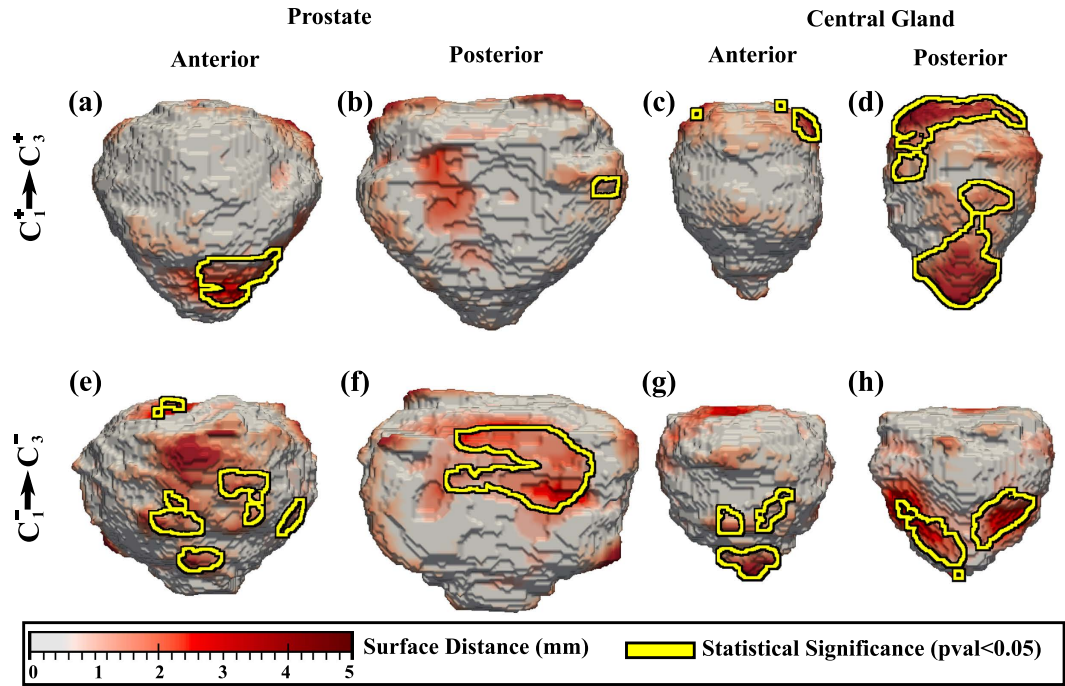 Prostate Central Gland
Anterior Posterior Anterior Posterior
(a) (b) (c) (d)
C₁⁺→C₃⁺
(e) (f) (g) (h)
C₁⁻→C₃⁻
Surface Distance (mm) Statistical Significance (pval<0.05)
0 1 2 3 4 5